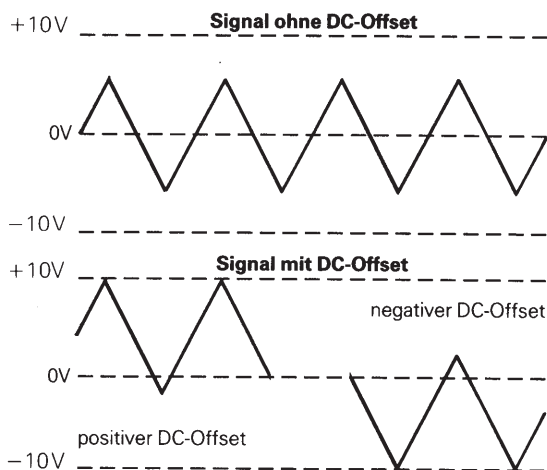 Signal ohne DC-Offset
+10V
0V
−10V
Signal mit DC-Offset
+10V
negativer DC-Offset
0V
positiver DC-Offset
−10V